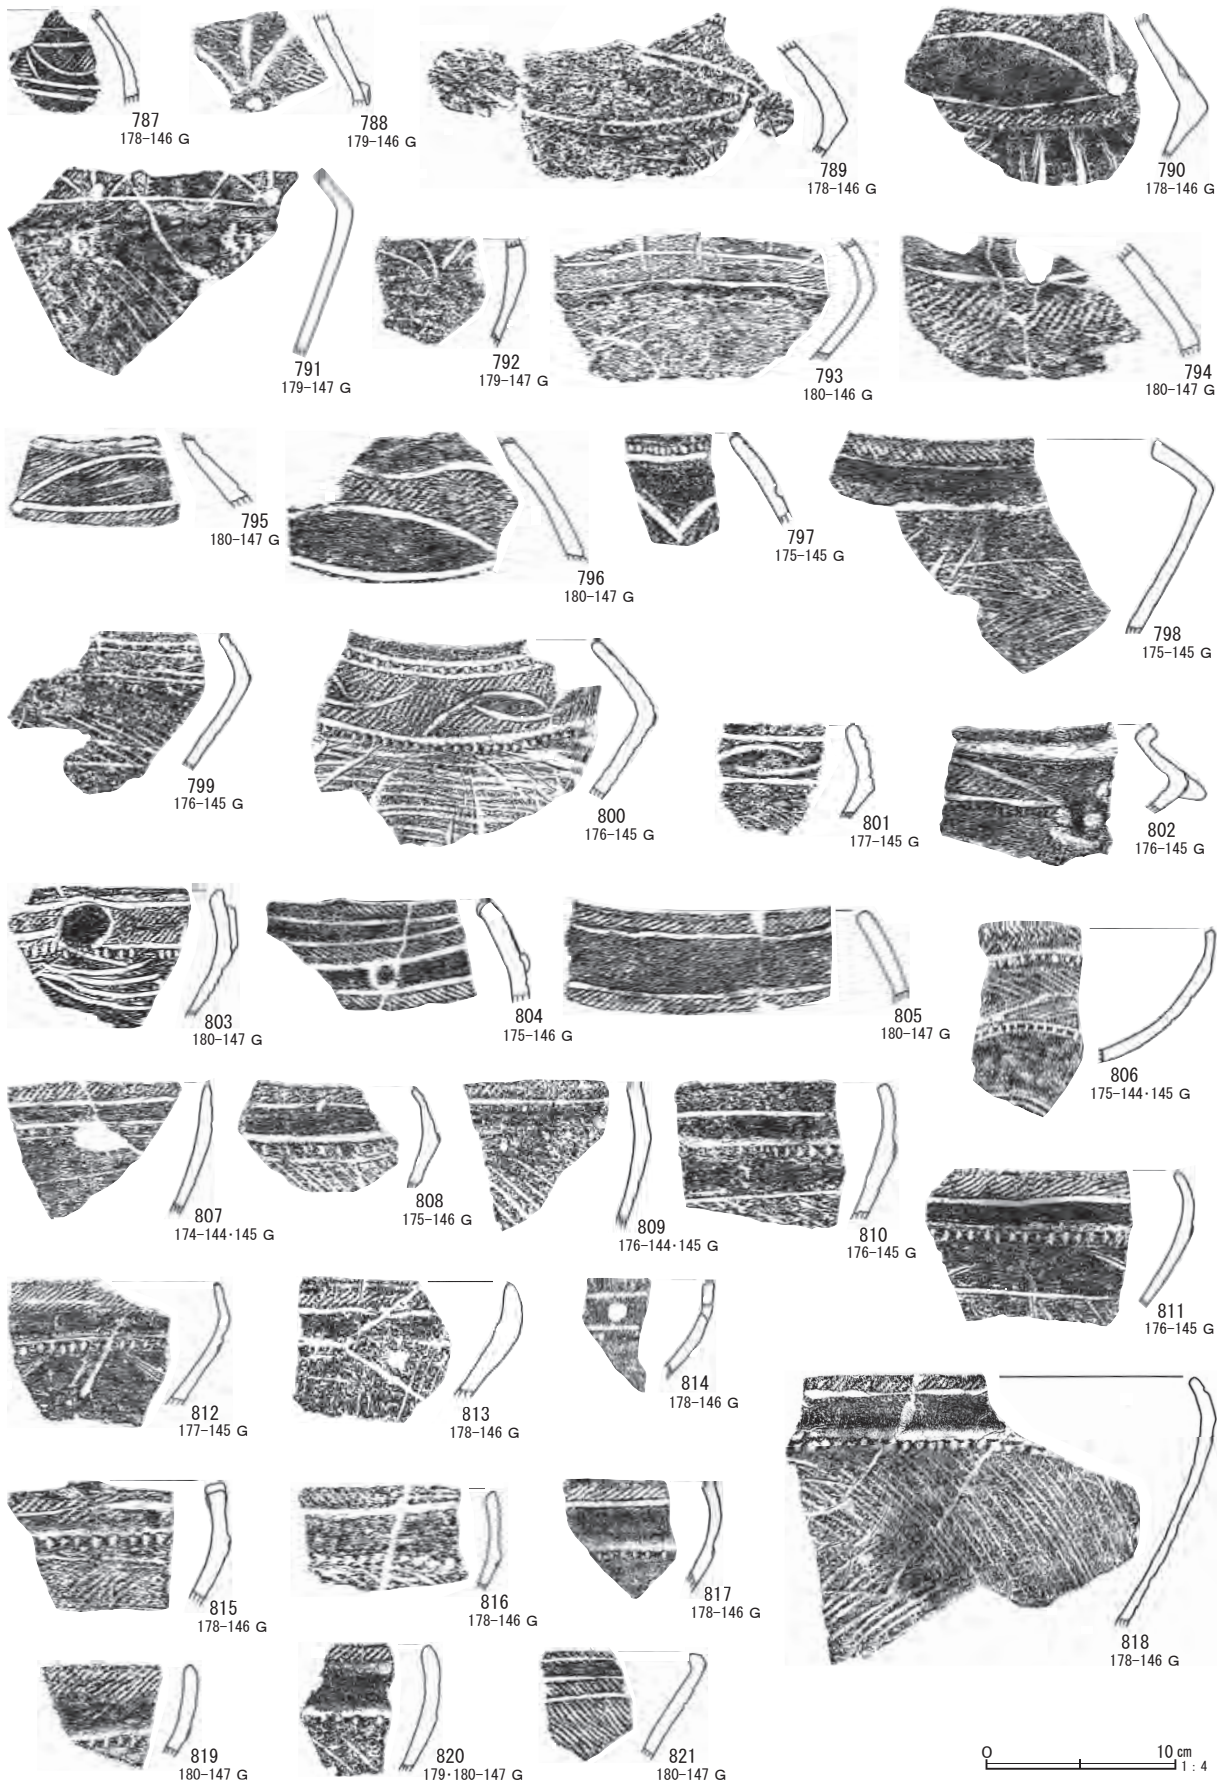 787
178-146 G
788
179-146 G
789
178-146 G
790
178-146 G
791
179-147 G
792
179-147 G
793
180-146 G
794
180-147 G
795
180-147 G
796
180-147 G
797
175-145 G
798
175-145 G
799
176-145 G
800
176-145 G
801
177-145 G
802
176-145 G
803
180-147 G
804
175-146 G
805
180-147 G
806
175-144・145 G
807
174-144・145 G
808
175-146 G
809
176-144・145 G
810
176-145 G
811
176-145 G
812
177-145 G
813
178-146 G
814
178-146 G
815
178-146 G
816
178-146 G
817
178-146 G
818
178-146 G
819
180-147 G
820
179・180-147 G
821
180-147 G
0 10 cm
1 : 4